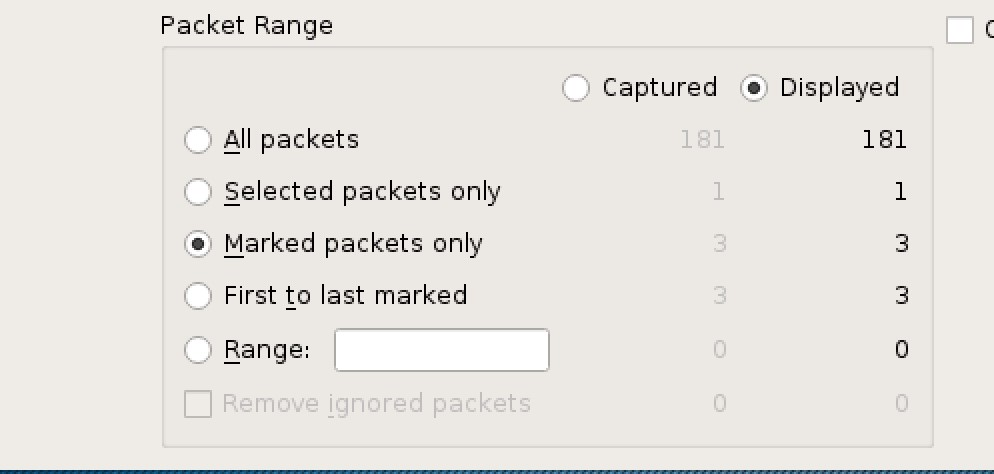 Packet Range
Captured Displayed
All packets 181 181
Selected packets only 1 1
Marked packets only 3 3
First to last marked 3 3
Range: 0 0
Remove ignored packets 0 0